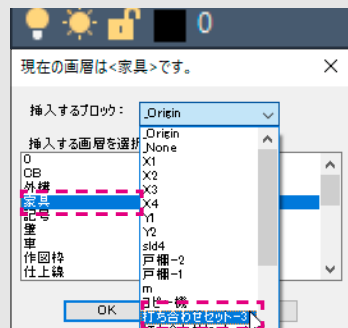 0
現在の画層は<家具>です。
挿入するブロック:
_Origin
_Origin
_None
X1
X2
X3
X4
Y1
Y2
sld4
戸棚-2
戸棚-1
m
コピー機
打ち合わせセット-3
挿入する画層を選択
0
CB
外構
家具
記号
壁
車
作図枠
仕上線
OK